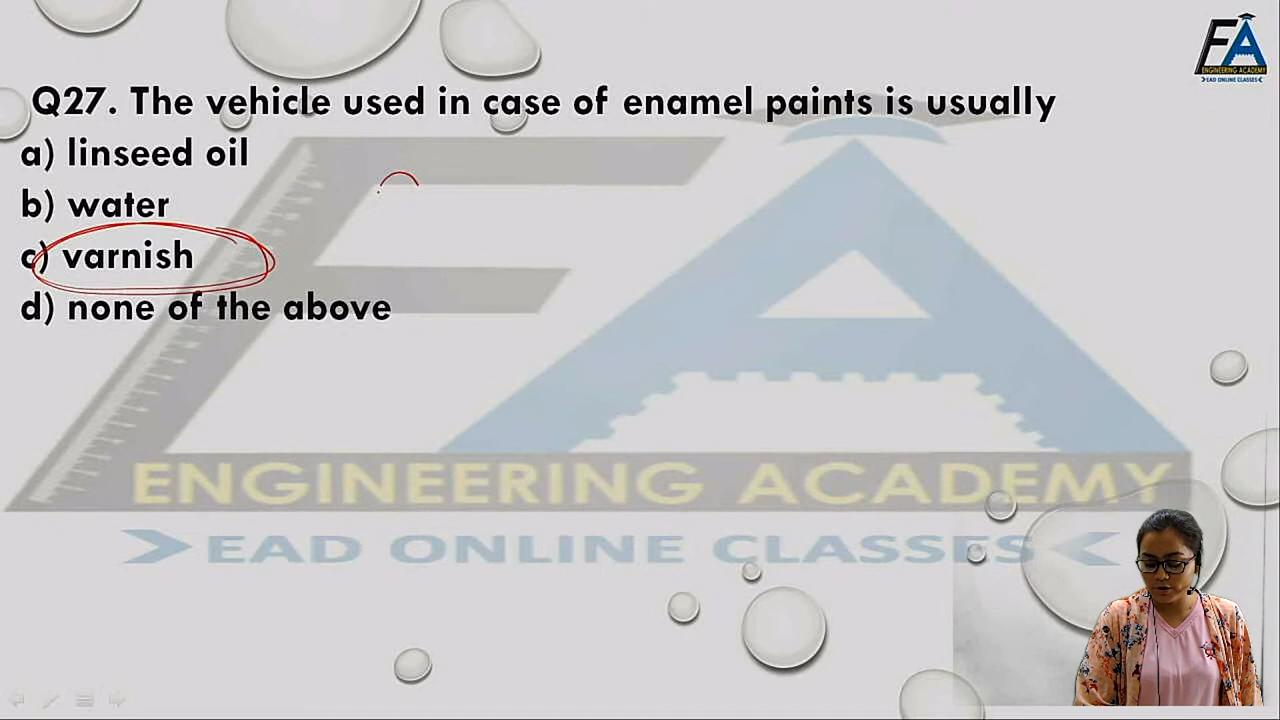 FA
ENGINEERING ACADEMY
EAD ONLINE CLASSES
Q27. The vehicle used in case of enamel paints is usually
a) linseed oil
b) water
c) varnish
d) none of the above
ENGINEERING ACADEMY
EAD ONLINE CLASSES